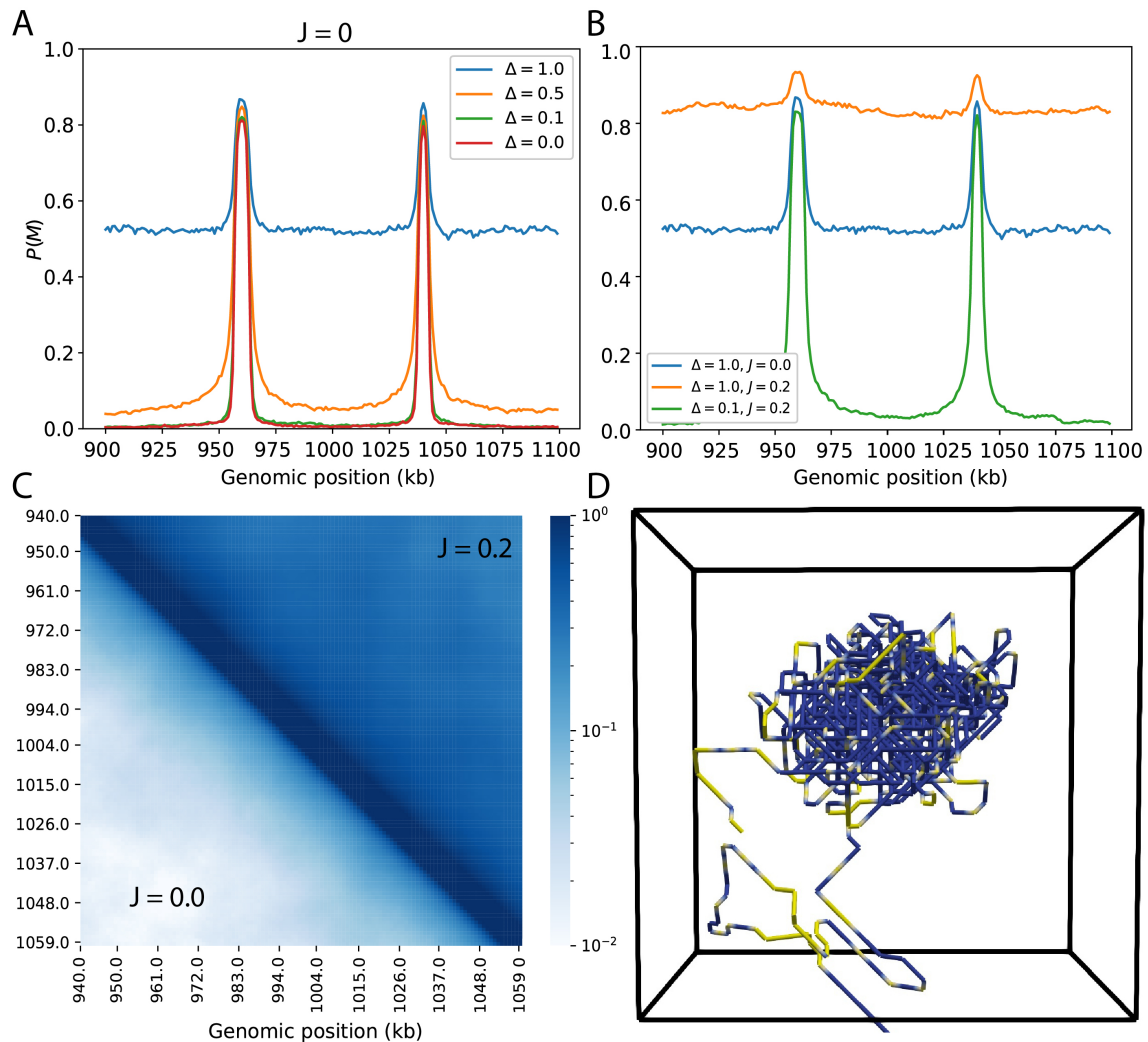 A
J = 0
P(M)
1.0
0.8
0.6
0.4
0.2
0.0
Δ = 1.0
Δ = 0.5
Δ = 0.1
Δ = 0.0
900 925 950 975 1000 1025 1050 1075 1100
Genomic position (kb)
B
1.0
0.8
0.6
0.4
0.2
0.0
Δ = 1.0, J = 0.0
Δ = 1.0, J = 0.2
Δ = 0.1, J = 0.2
900 925 950 975 1000 1025 1050 1075 1100
Genomic position (kb)
C
940.0
950.0
961.0
972.0
983.0
994.0
1004.0
1015.0
1026.0
1037.0
1048.0
1059.0
J = 0.2
J = 0.0
940.0 950.0 961.0 972.0 983.0 994.0 1004.0 1015.0 1026.0 1037.0 1048.0 1059.0
Genomic position (kb)
10⁰
10⁻¹
10⁻²
D